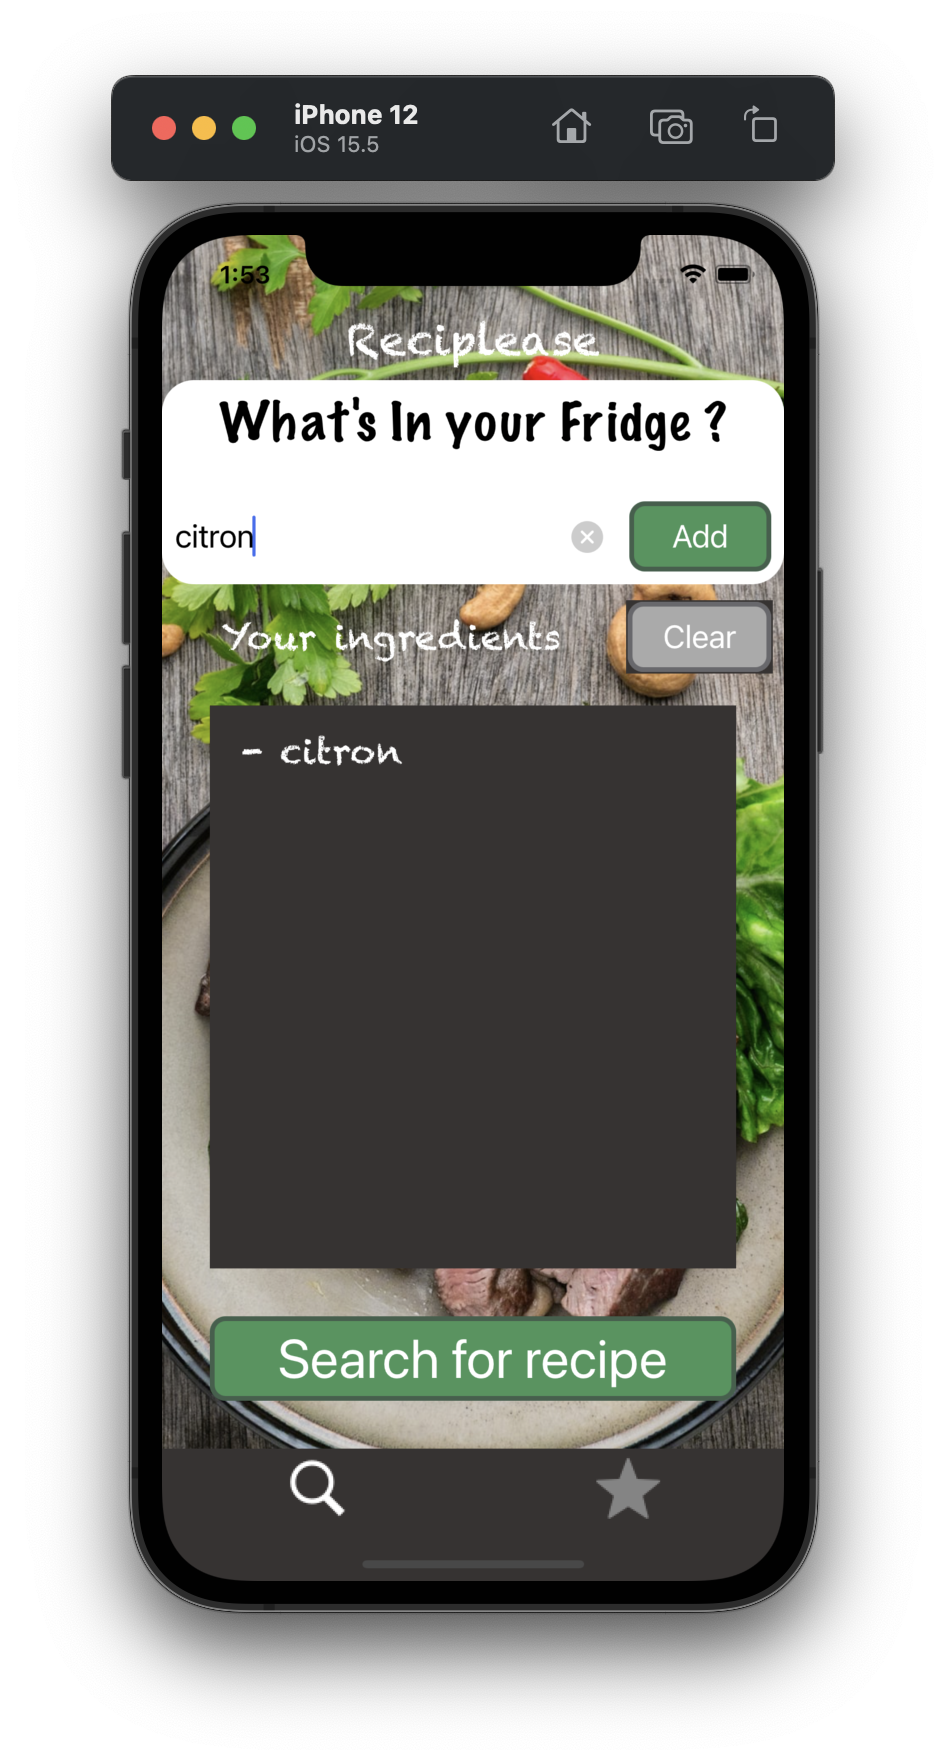 iPhone 12
iOS 15.5
1:53
Reciplease
What's In your Fridge ?
citron
Add
Your ingredients
Clear
- citron
Search for recipe